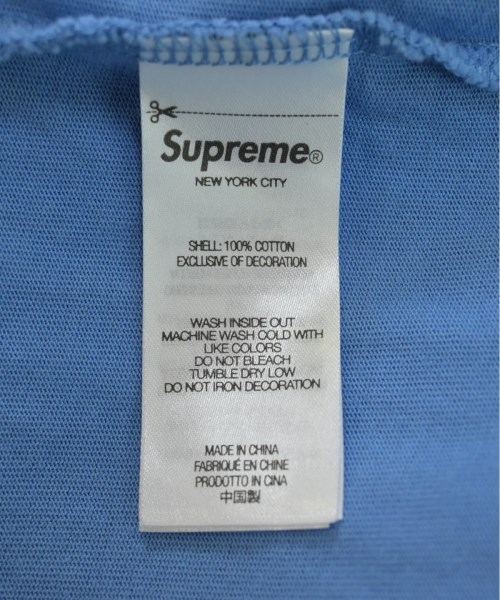 Supreme®
NEW YORK CITY
SHELL: 100% COTTON
EXCLUSIVE OF DECORATION
WASH INSIDE OUT
MACHINE WASH COLD WITH
LIKE COLORS
DO NOT BLEACH
TUMBLE DRY LOW
DO NOT IRON DECORATION
MADE IN CHINA
FABRIQUÉ EN CHINE
PRODOTTO IN CINA
中国製